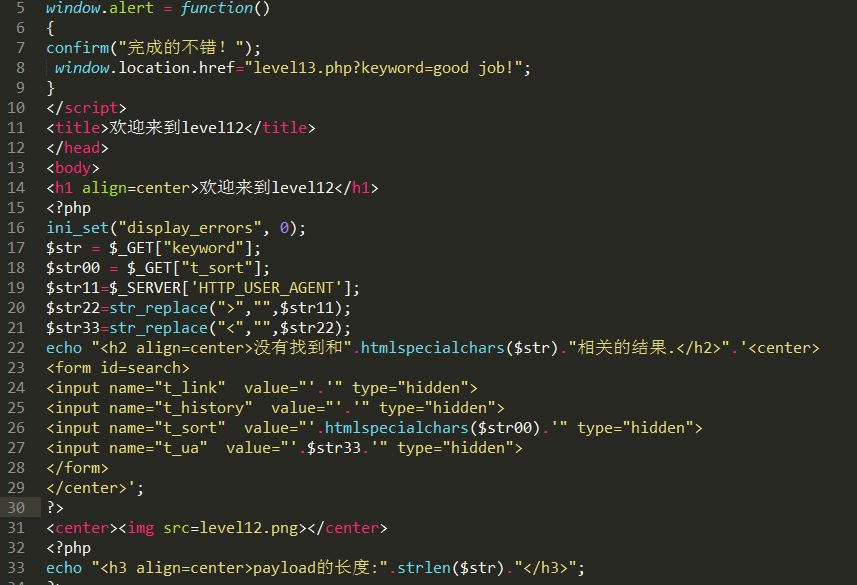 5 window.alert = function()
6 {
7 confirm("完成的不错！");
8  window.location.href="level13.php?keyword=good job!";
9 }
10 </script>
11 <title>欢迎来到level12</title>
12 </head>
13 <body>
14 <h1 align=center>欢迎来到level12</h1>
15 <?php
16 ini_set("display_errors", 0);
17 $str = $_GET["keyword"];
18 $str00 = $_GET["t_sort"];
19 $str11=$_SERVER['HTTP_USER_AGENT'];
20 $str22=str_replace(">","",$str11);
21 $str33=str_replace("<","",$str22);
22 echo "<h2 align=center>没有找到和".htmlspecialchars($str)."相关的结果.</h2>".'<center>
23 <form id=search>
24 <input name="t_link"  value="'.'" type="hidden">
25 <input name="t_history"  value="'.'" type="hidden">
26 <input name="t_sort"  value="'.htmlspecialchars($str00).'" type="hidden">
27 <input name="t_ua"  value="'.$str33.'" type="hidden">
28 </form>
29 </center>';
30 ?>
31 <center><img src=level12.png></center>
32 <?php
33 echo "<h3 align=center>payload的长度:".strlen($str)."</h3>";